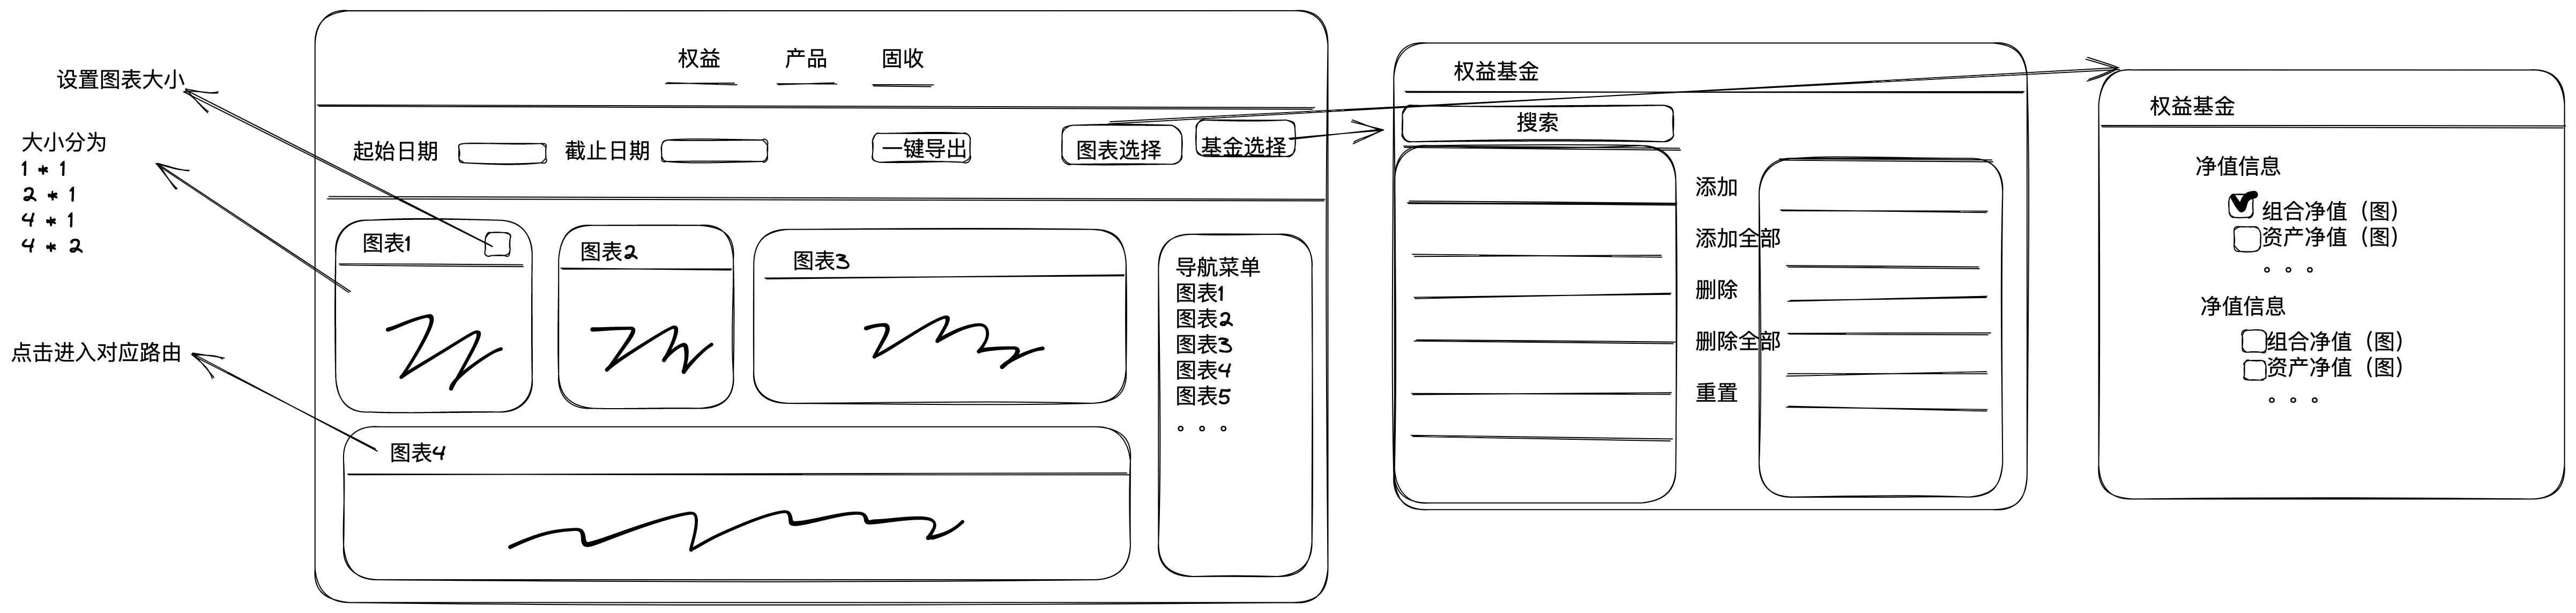 设置图表大小
大小分为
1 * 1
2 * 1
4 * 1
4 * 2
点击进入对应路由
权益 产品 固收
起始日期 截止日期 一键导出 图表选择 基金选择
图表1
图表2
图表3
图表4
导航菜单
图表1
图表2
图表3
图表4
图表5
。。。
权益基金
搜索
添加
添加全部
删除
删除全部
重置
权益基金
净值信息
组合净值（图）
资产净值（图）
。。。
净值信息
组合净值（图）
资产净值（图）
。。。